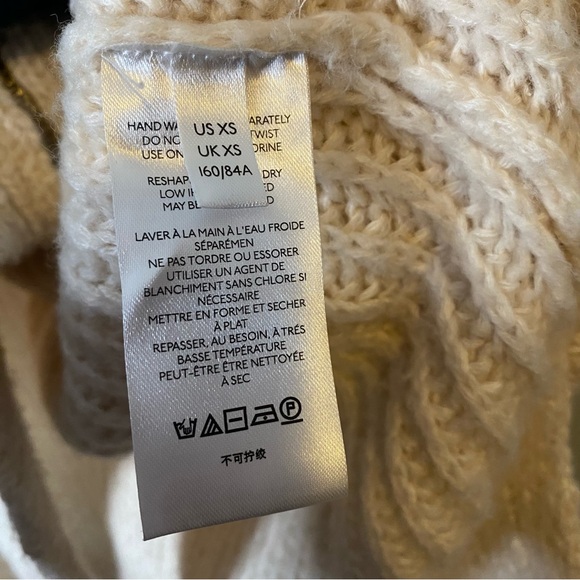 HAND WA ARATELY
DO NO TWIST
USE ON ORINE
RESHAP DRY
LOW I ED
MAY B D
US XS
UK XS
160/84A
LAVER À LA MAIN À L'EAU FROIDE
SÉPARÉMEN
NE PAS TORDRE OU ESSORER
UTILISER UN AGENT DE
BLANCHIMENT SANS CHLORE SI
NÉCESSAIRE
METTRE EN FORME ET SECHER
À PLAT
REPASSER, AU BESOIN, À TRÉS
BASSE TEMPÉRATURE
PEUT-ÊTRE ÊTRE NETTOYÉE
À SEC
P
不可拧绞